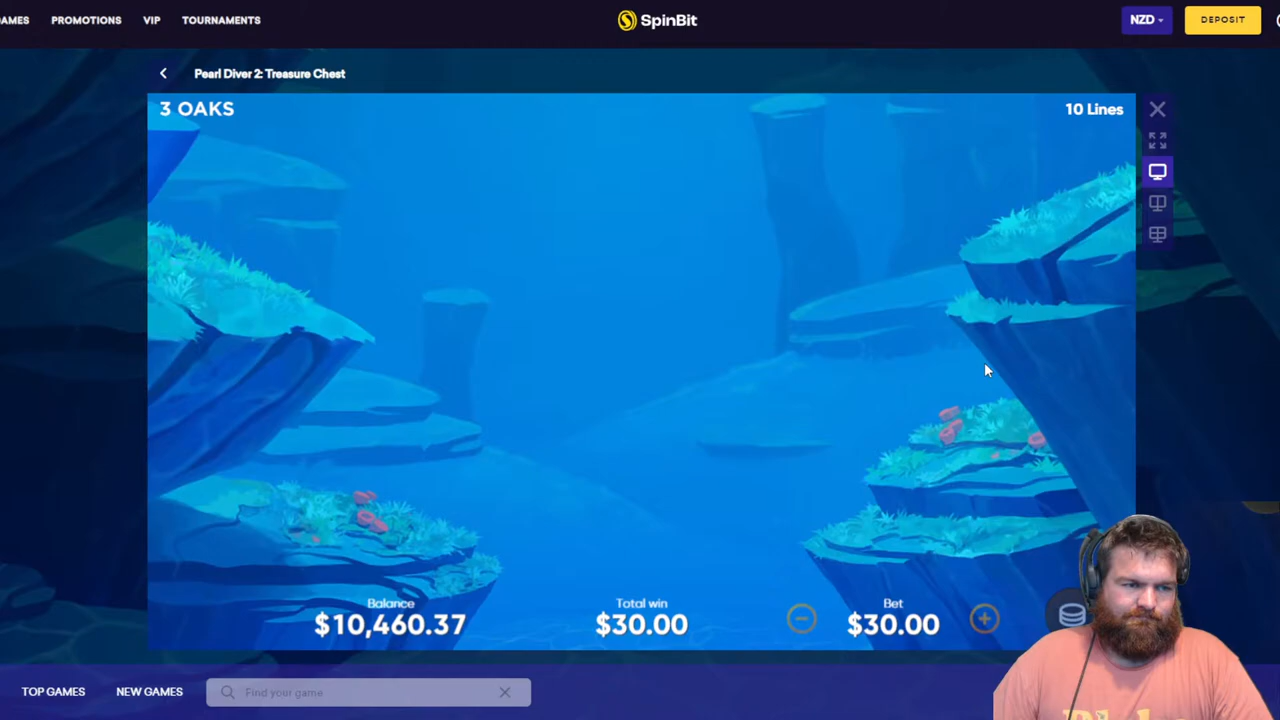 AMES PROMOTIONS VIP TOURNAMENTS
SpinBit
NZD
DEPOSIT
Pearl Diver 2: Treasure Chest
3 OAKS
10 Lines
Balance
$10,460.37
Total win
$30.00
Bet
$30.00
TOP GAMES
NEW GAMES
Find your game